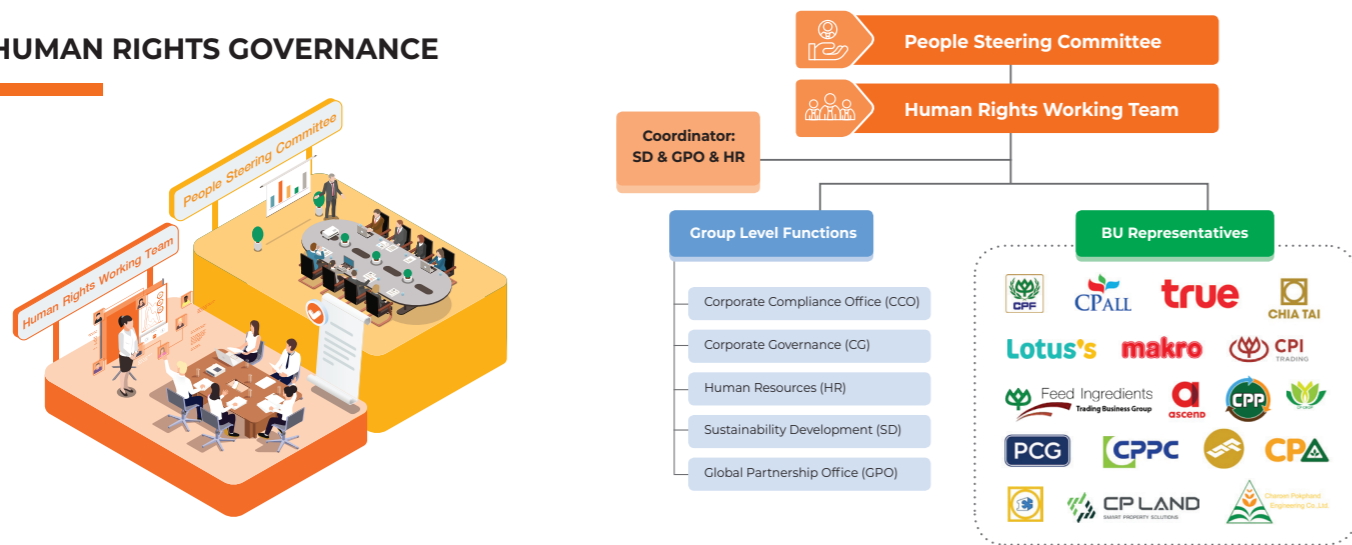 HUMAN RIGHTS GOVERNANCE
People Steering Committee
Human Rights Working Team
People Steering Committee
Human Rights Working Team
Coordinator:
SD & GPO & HR
Group Level Functions
Corporate Compliance Office (CCO)
Corporate Governance (CG)
Human Resources (HR)
Sustainability Development (SD)
Global Partnership Office (GPO)
BU Representatives
CPF
CPALL
true
CHIA TAI
Lotus's
makro
CPI
TRADING
Feed Ingredients
Trading Business Group
ascend
CPP
PCG
CPPC
CPA
CP LAND
SMART PROPERTY SOLUTIONS
Charoen Pokphand
Engineering Co.,Ltd.